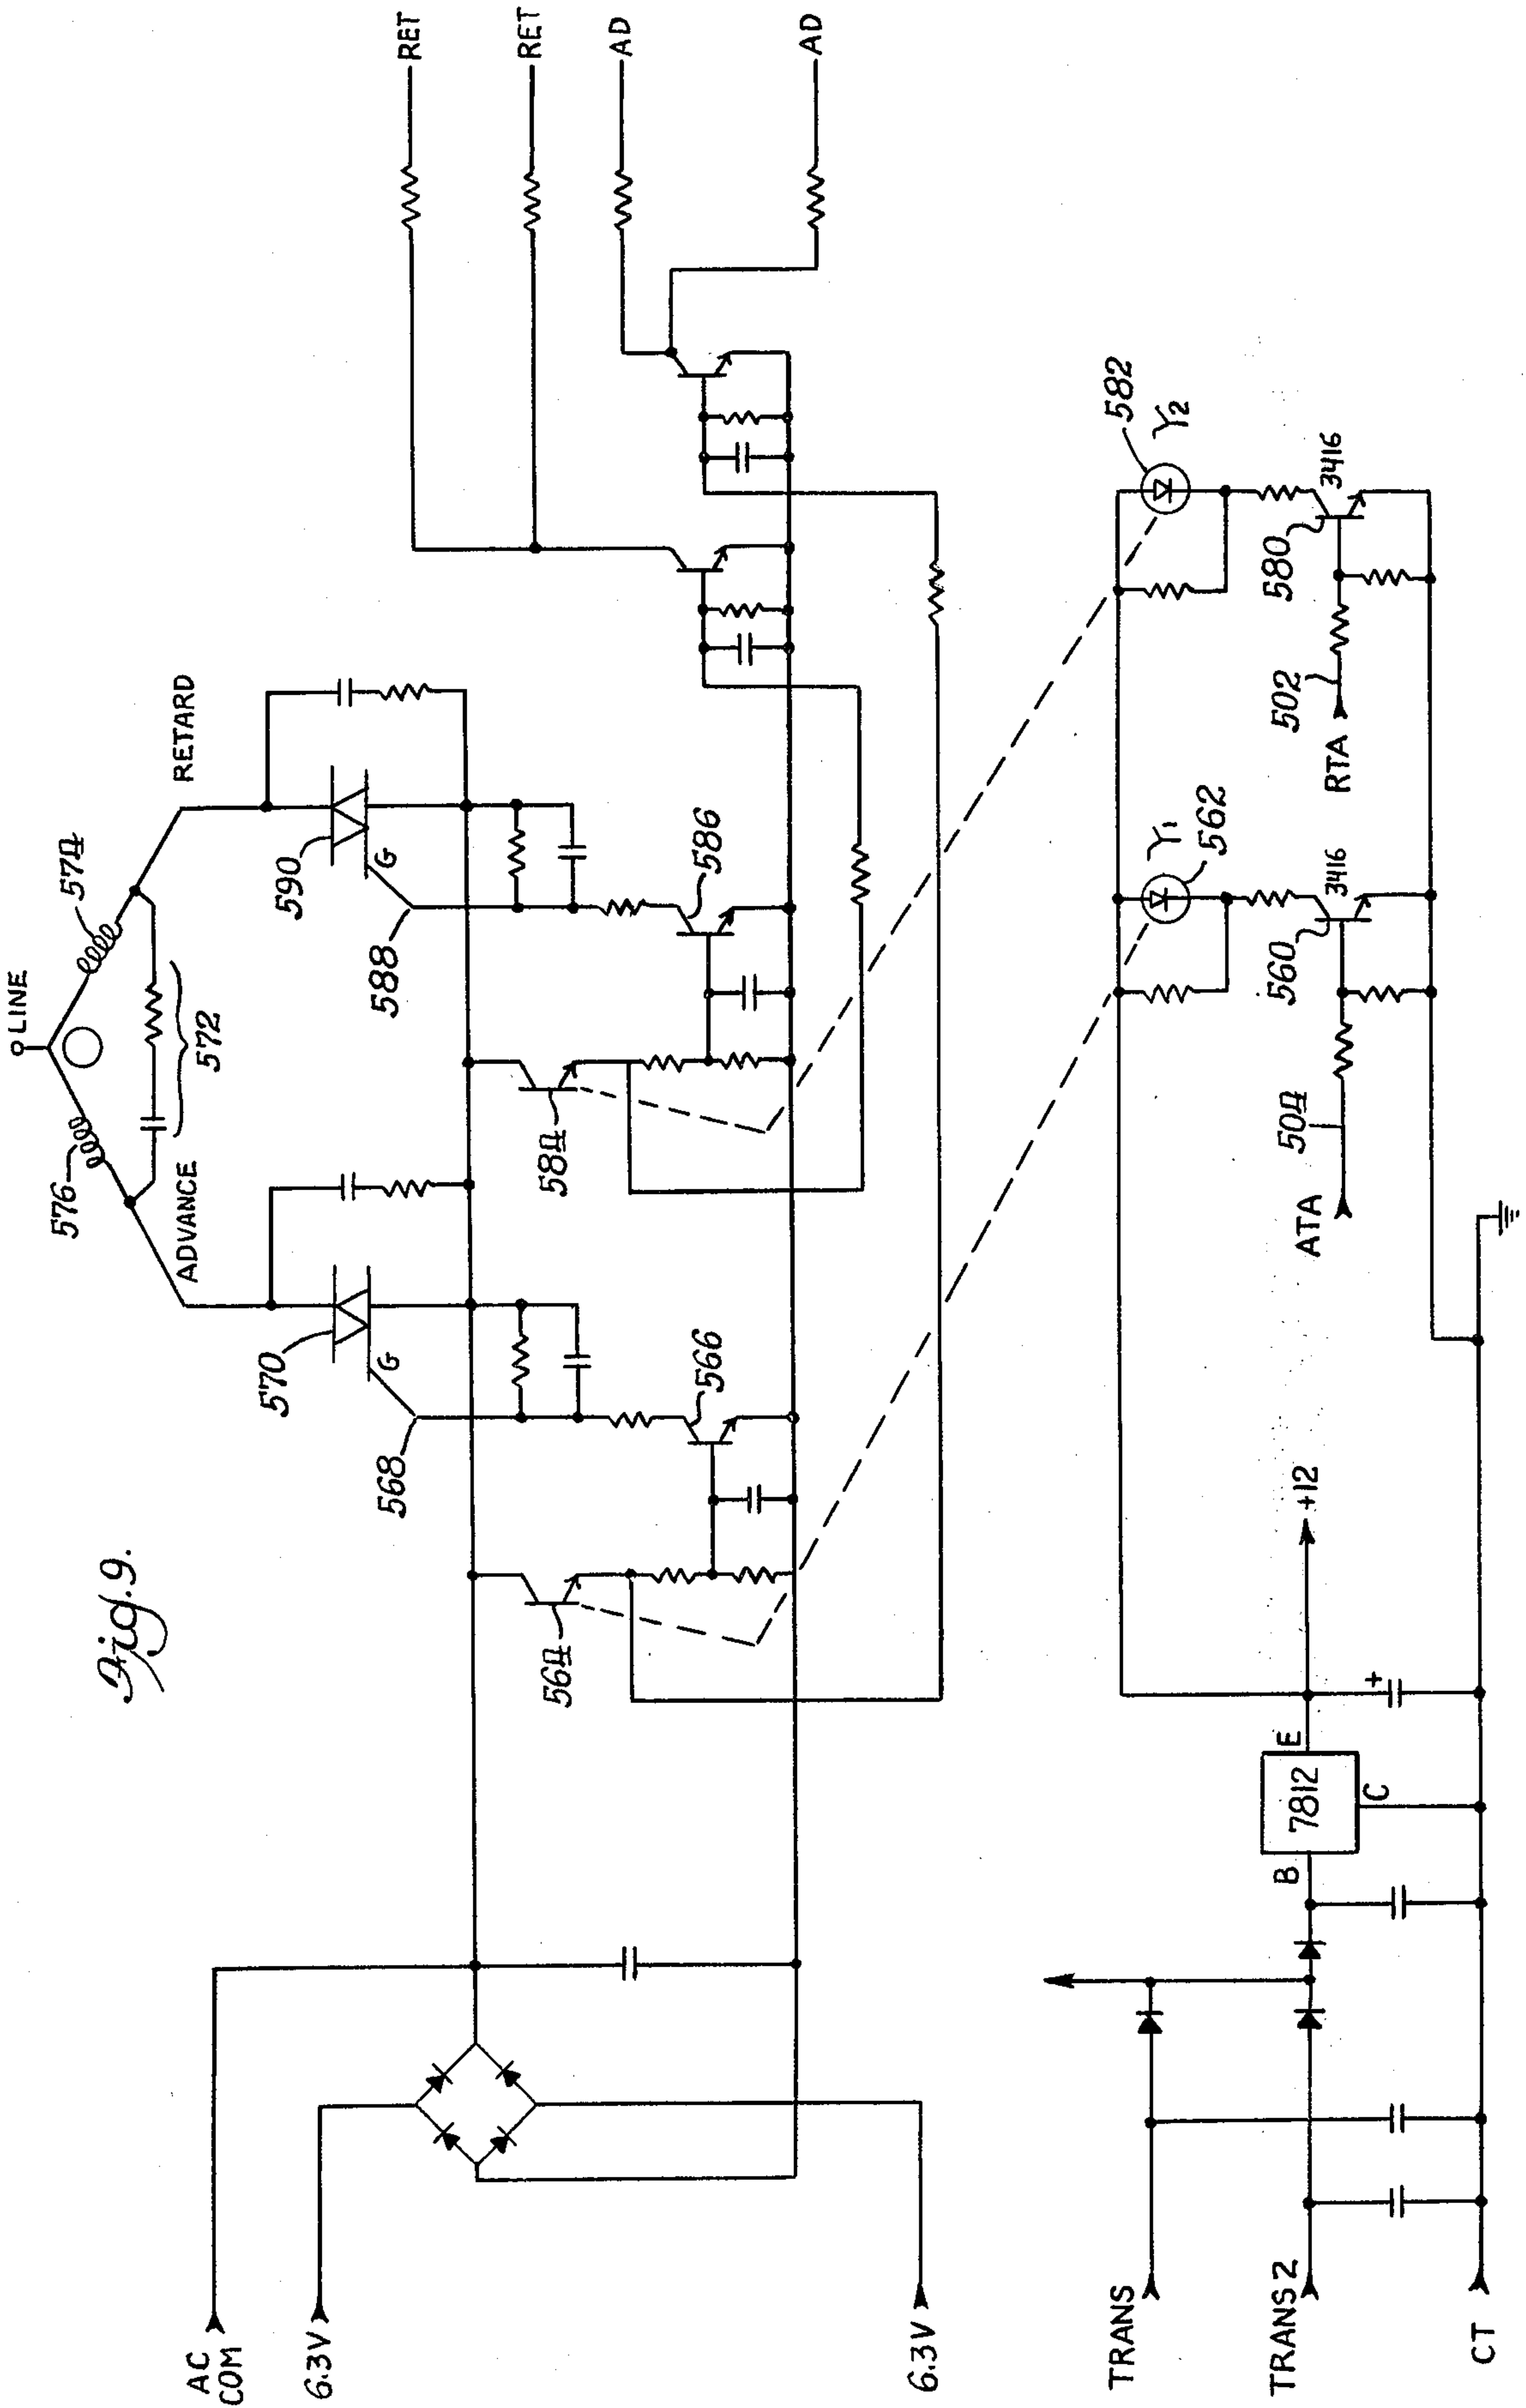 Fig. 9.
LINE
574
576
572
ADVANCE
RETARD
570
G
590
G
568
588
564
566
584
586
RET
RET
AD
AD
AC
COM
6.3V
6.3V
TRANS
TRANS 2
CT
B
7812
E
C
+12
ATA
504
560
3416
Y1
562
RTA
502
580
3416
Y2
582